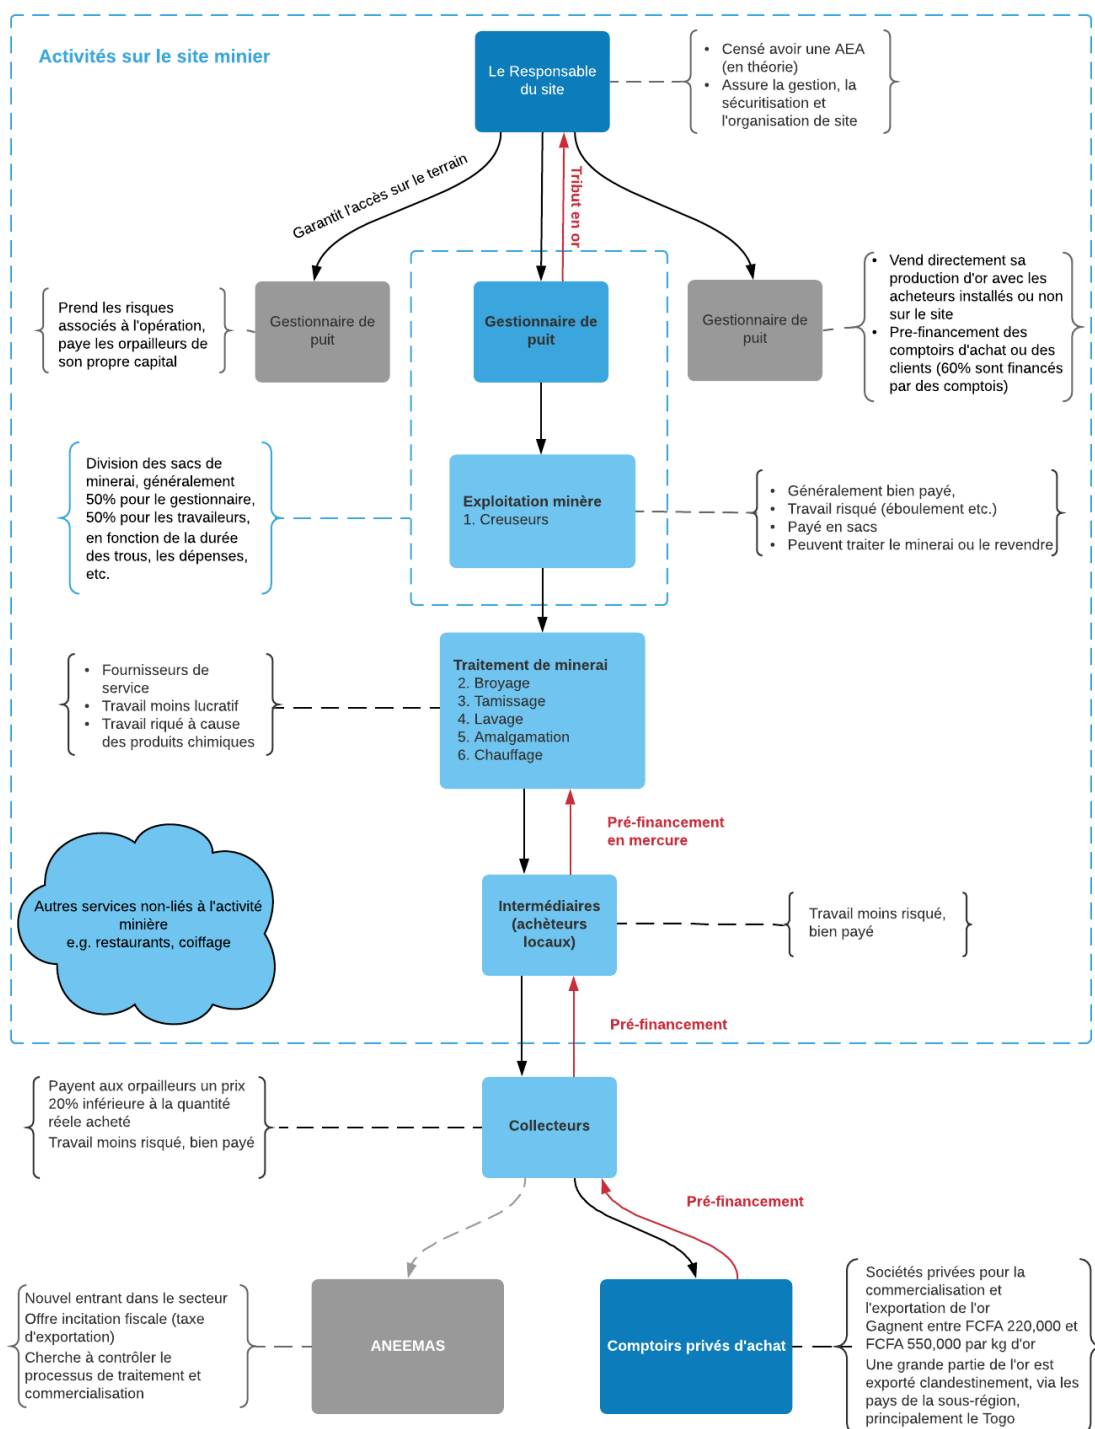 Activités sur le site minier
Le Responsable
du site
• Censé avoir une AEA
(en théorie)
• Assure la gestion, la
sécuritisation et
l'organisation de site
Garantit l'accès sur le terrain
Tribut en or
Prend les risques
associés à l'opération,
paye les orpailleurs de
son propre capital
Gestionnaire de
puit
Gestionnaire de
puit
Gestionnaire de
puit
• Vend directement sa
production d'or avec les
acheteurs installés ou non
sur le site
• Pre-financement des
comptoirs d'achat ou des
clients (60% sont financés
par des comptois)
Division des sacs de
minerai, généralement
50% pour le gestionnaire,
50% pour les travaileurs,
en fonction de la durée
des trous, les dépenses,
etc.
Exploitation minère
1. Creuseurs
• Généralement bien payé,
• Travail risqué (éboulement etc.)
• Payé en sacs
• Peuvent traiter le minerai ou le revendre
• Fournisseurs de
service
• Travail moins lucratif
• Travail riqué à cause
des produits chimiques
Traitement de minerai
2. Broyage
3. Tamissage
4. Lavage
5. Amalgamation
6. Chauffage
Pré-financement
en mercure
Autres services non-liés à l'activité
minière
e.g. restaurants, coiffage
Intermédiaires
(achèteurs
locaux)
Travail moins risqué,
bien payé
Pré-financement
Payent aux orpailleurs un prix
20% inférieure à la quantité
réele acheté
Travail moins risqué, bien payé
Collecteurs
Pré-financement
Nouvel entrant dans le secteur
Offre incitation fiscale (taxe
d'exportation)
Cherche à contrôler le
processus de traitement et
commercialisation
ANEEMAS
Comptoirs privés d'achat
Sociétés privées pour la
commercialisation et
l'exportation de l'or
Gagnent entre FCFA 220,000 et
FCFA 550,000 par kg d'or
Une grande partie de l'or est
exporté clandestinement, via les
pays de la sous-région,
principalement le Togo